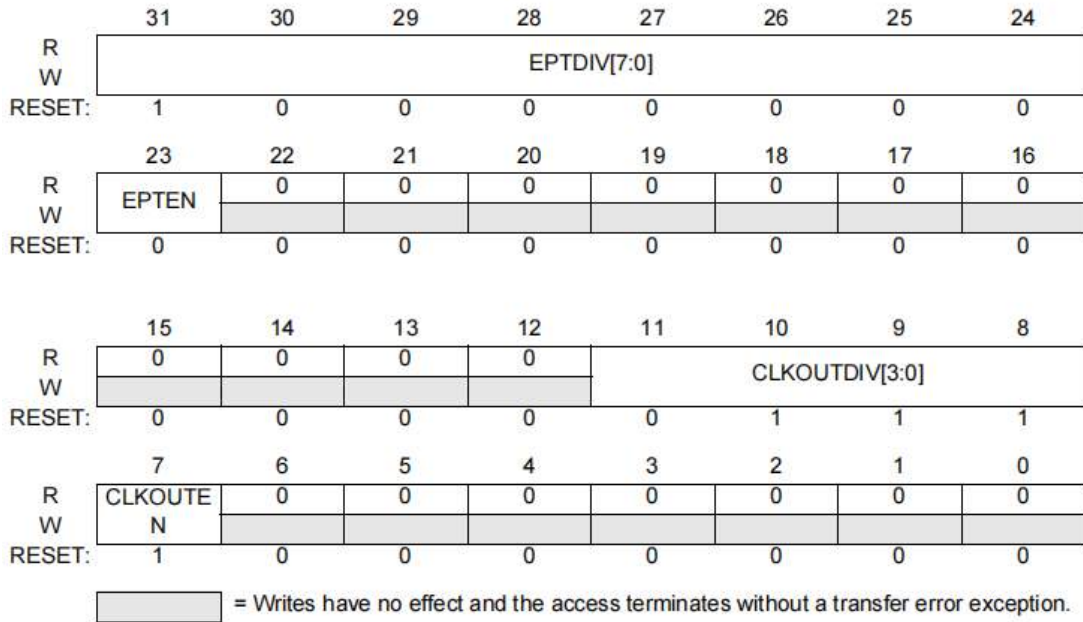 31 30 29 28 27 26 25 24
R
EPTDIV[7:0]
W
RESET: 1 0 0 0 0 0 0 0
23 22 21 20 19 18 17 16
R 0 0 0 0 0 0 0
EPTEN
W
RESET: 0 0 0 0 0 0 0 0
15 14 13 12 11 10 9 8
R 0 0 0 0
CLKOUTDIV[3:0]
W
RESET: 0 0 0 0 0 1 1 1
7 6 5 4 3 2 1 0
R CLKOUTE 0 0 0 0 0 0 0
W N
RESET: 1 0 0 0 0 0 0 0
= Writes have no effect and the access terminates without a transfer error exception.